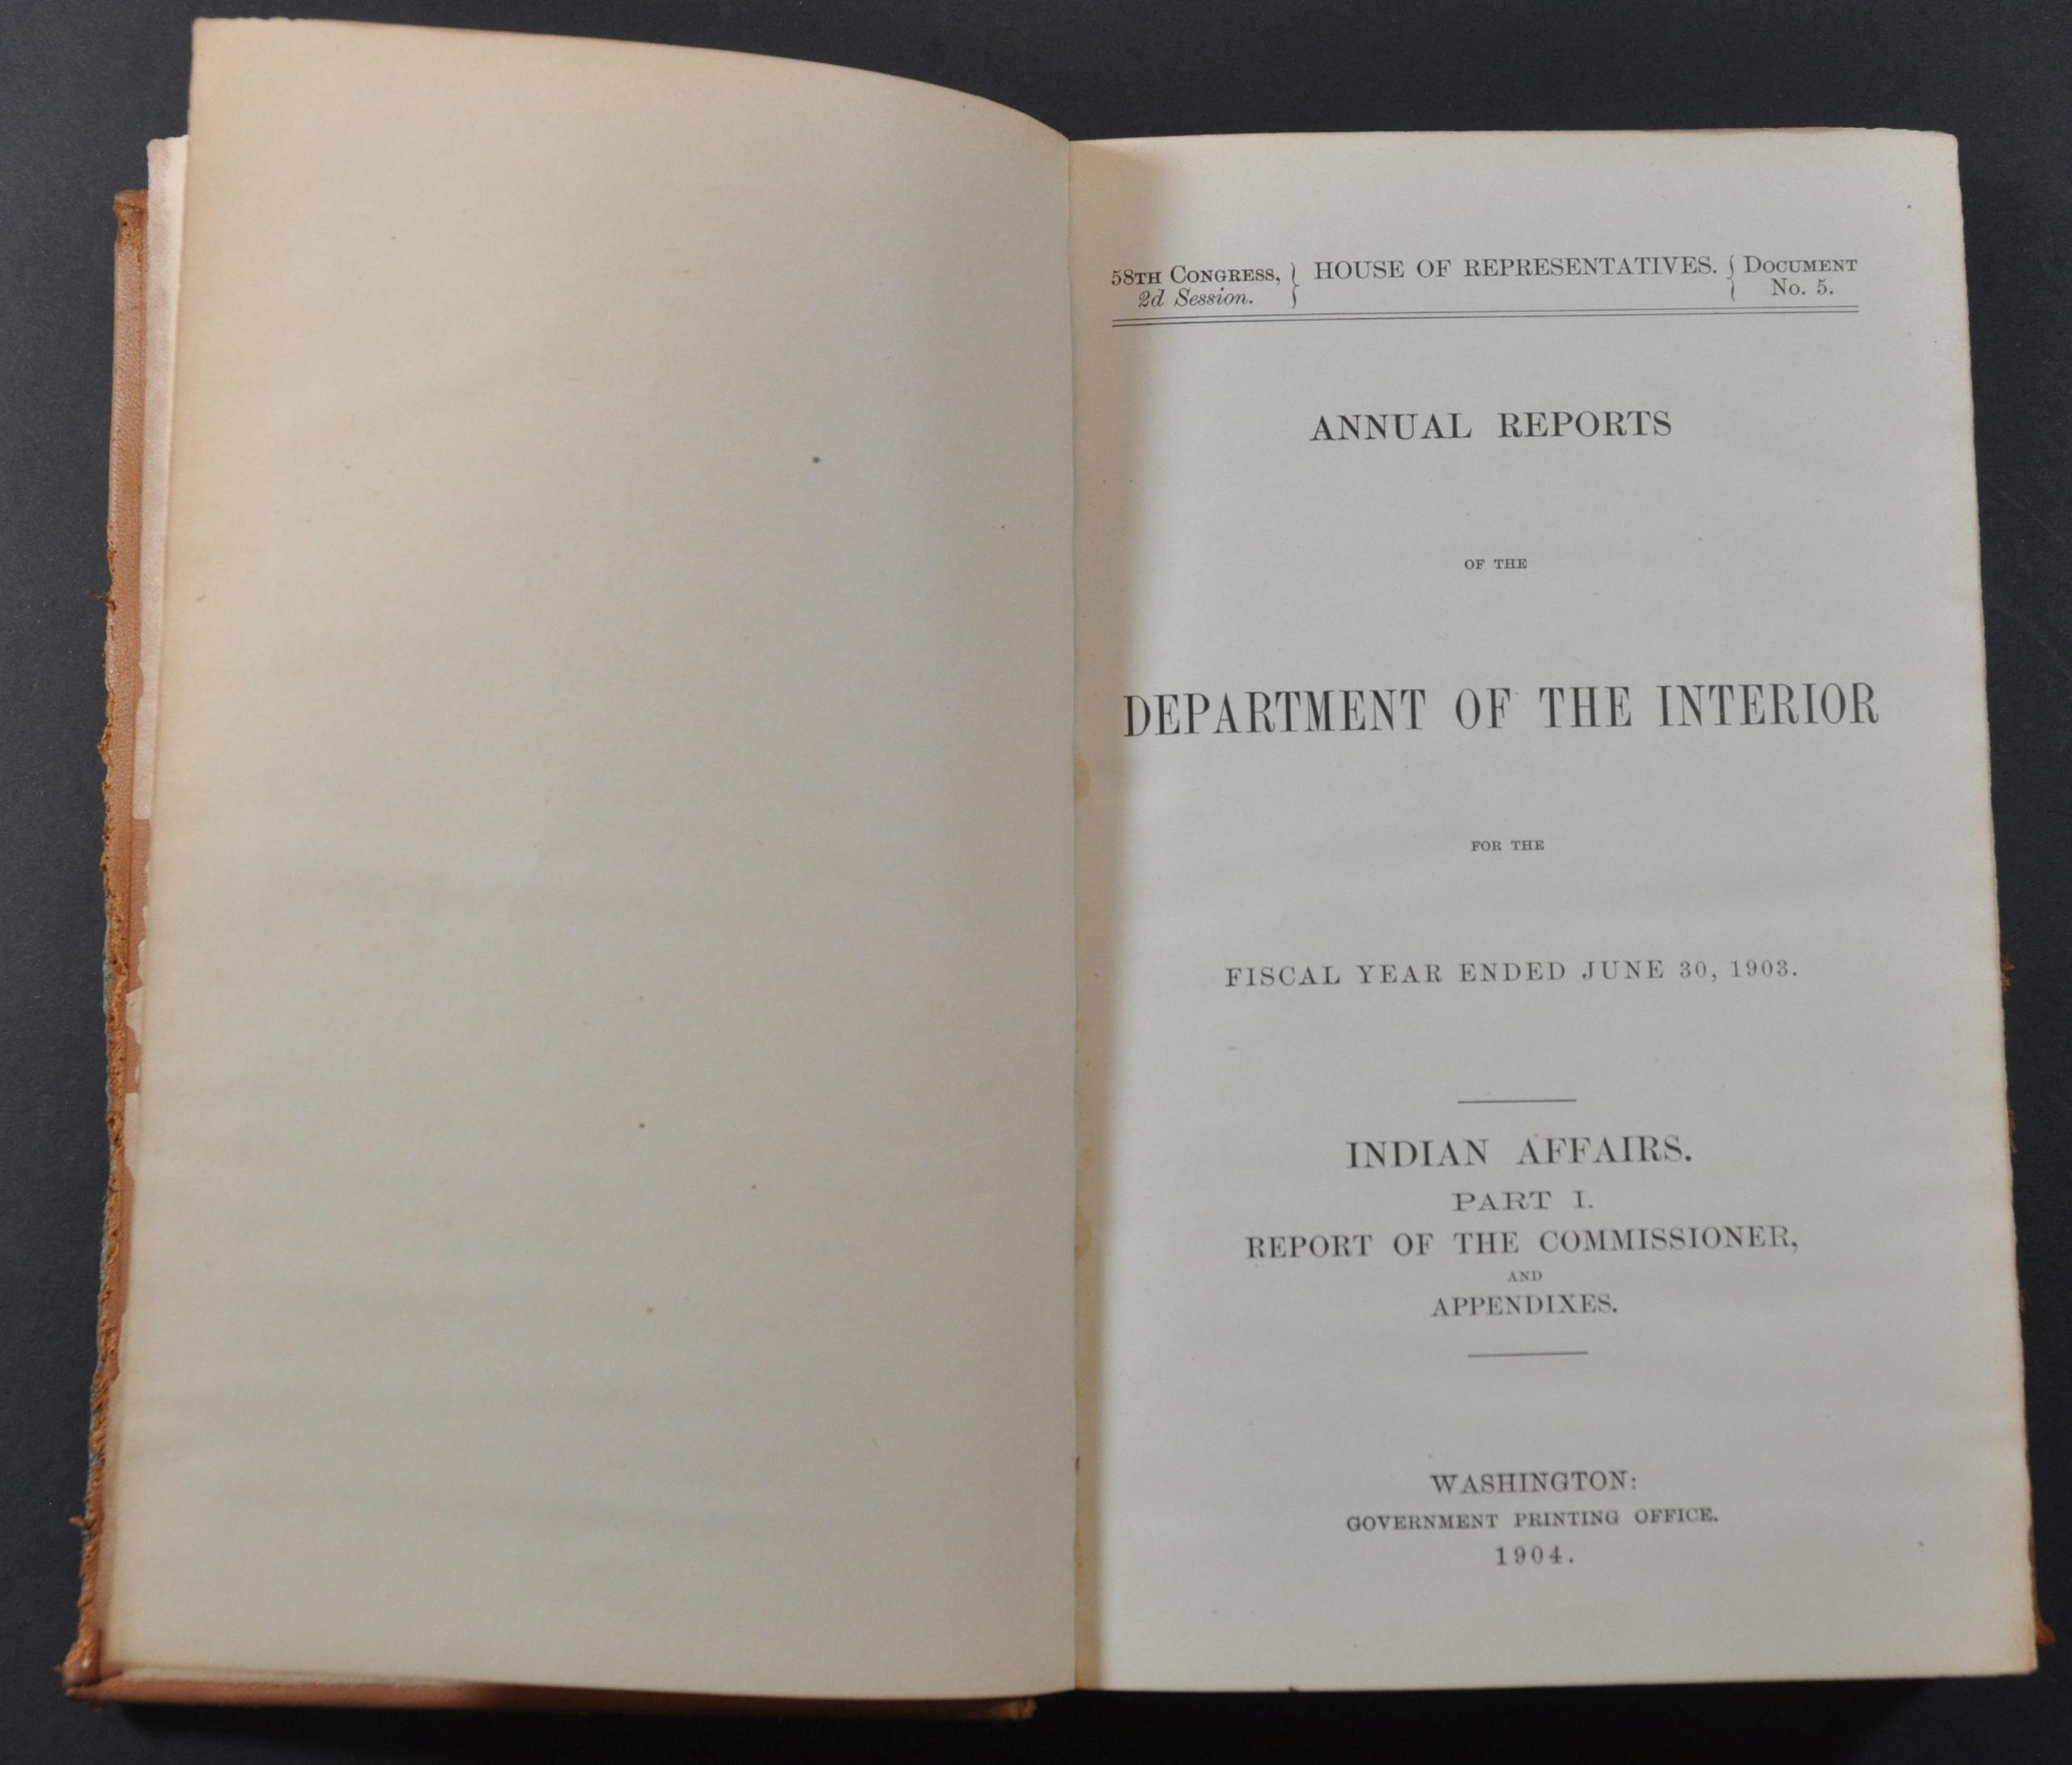 58TH CONGRESS, } HOUSE OF REPRESENTATIVES. { DOCUMENT
2d Session. No. 5.
ANNUAL REPORTS
OF THE
DEPARTMENT OF THE INTERIOR
FOR THE
FISCAL YEAR ENDED JUNE 30, 1903.
INDIAN AFFAIRS.
PART I.
REPORT OF THE COMMISSIONER,
AND
APPENDIXES.
WASHINGTON:
GOVERNMENT PRINTING OFFICE.
1904.